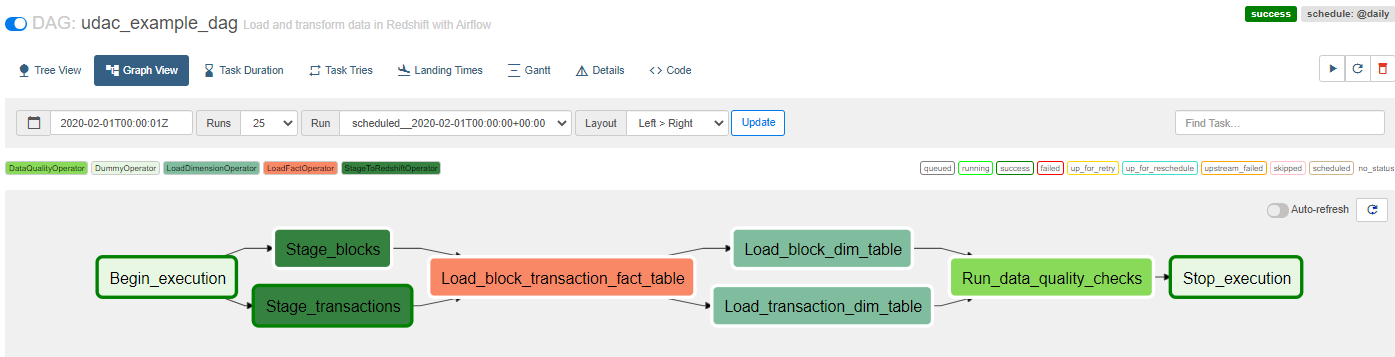 DAG: udac_example_dag Load and transform data in Redshift with Airflow
success schedule: @daily
Tree View Graph View Task Duration Task Tries Landing Times Gantt Details Code
2020-02-01T00:00:01Z Runs 25 Run scheduled__2020-02-01T00:00:00+00:00 Layout Left > Right Update Find Task...
DataQualityOperator DummyOperator LoadDimensionOperator LoadFactOperator StageToRedshiftOperator
queued running success failed up_for_retry up_for_reschedule upstream_failed skipped scheduled no_status
Auto-refresh
Begin_execution
Stage_blocks
Stage_transactions
Load_block_transaction_fact_table
Load_block_dim_table
Load_transaction_dim_table
Run_data_quality_checks
Stop_execution